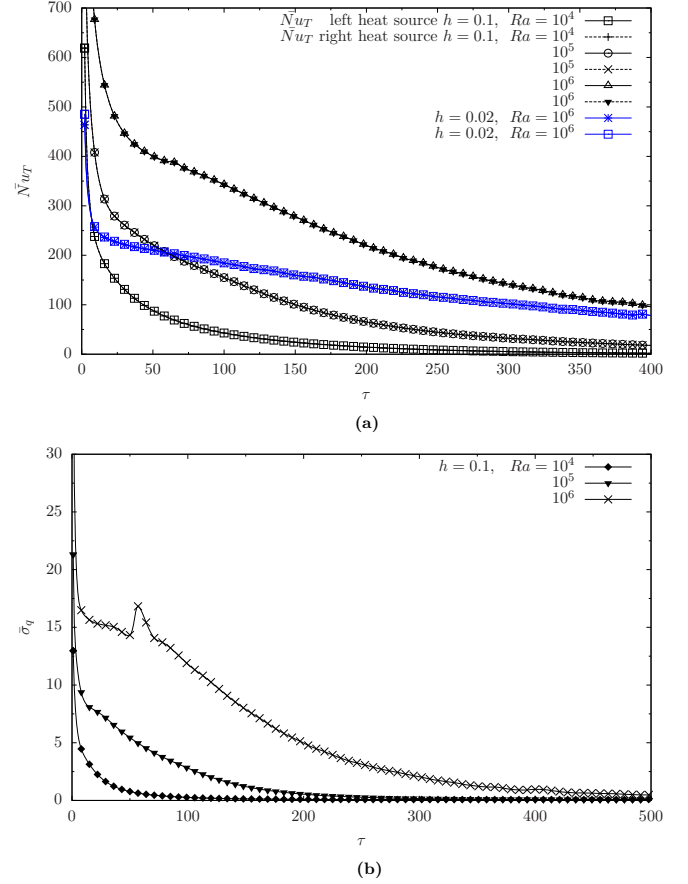 700
600
500
400
300
200
100
0
0 50 100 150 200 250 300 350 400
N̄u_T
τ
N̄u_T left heat source h = 0.1, Ra = 10^4
N̄u_T right heat source h = 0.1, Ra = 10^4
10^5
10^5
10^6
10^6
h = 0.02, Ra = 10^6
h = 0.02, Ra = 10^6
(a)
30
25
20
15
10
5
0
0 100 200 300 400 500
σ̄_q
τ
h = 0.1, Ra = 10^4
10^5
10^6
(b)